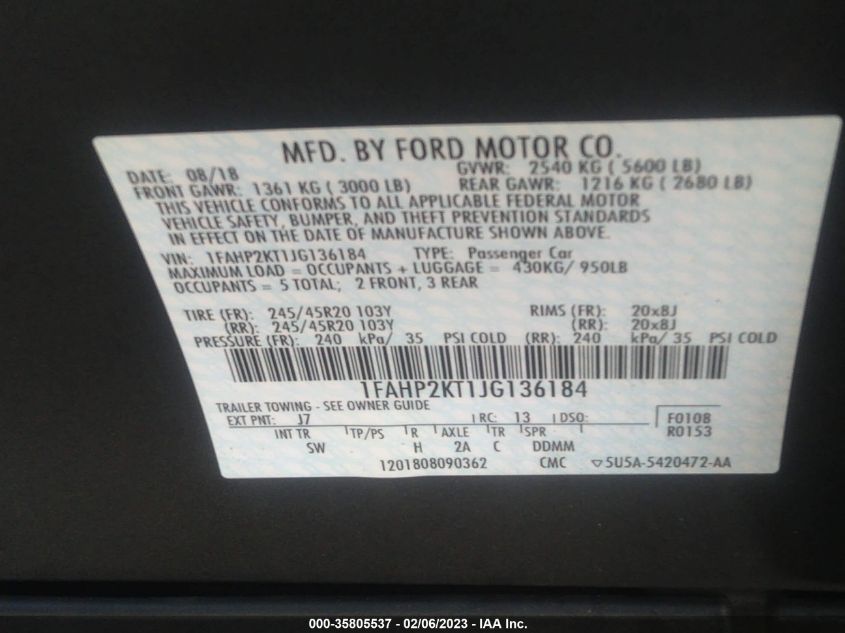 MFD. BY FORD MOTOR CO.
DATE: 08/18 GVWR: 2540 KG ( 5600 LB)
FRONT GAWR: 1361 KG ( 3000 LB) REAR GAWR: 1216 KG ( 2680 LB)
THIS VEHICLE CONFORMS TO ALL APPLICABLE FEDERAL MOTOR
VEHICLE SAFETY, BUMPER, AND THEFT PREVENTION STANDARDS
IN EFFECT ON THE DATE OF MANUFACTURE SHOWN ABOVE.
VIN: 1FAHP2KT1JG136184 TYPE: Passenger Car
MAXIMUM LOAD = OCCUPANTS + LUGGAGE = 430KG/ 950LB
OCCUPANTS = 5 TOTAL; 2 FRONT, 3 REAR
TIRE (FR): 245/45R20 103Y RIMS (FR): 20x8J
(RR): 245/45R20 103Y (RR): 20x8J
PRESSURE (FR): 240 kPa/ 35 PSI COLD (RR): 240 kPa/ 35 PSI COLD
1FAHP2KT1JG136184
TRAILER TOWING - SEE OWNER GUIDE
EXT PNT: J7 RC: 13 DSO: F0108
INT TR TP/PS R AXLE TR SPR R0153
SW H 2A C DDMM
1201808090362 CMC ▽5U5A-5420472-AA
000-35805537 - 02/06/2023 - IAA Inc.